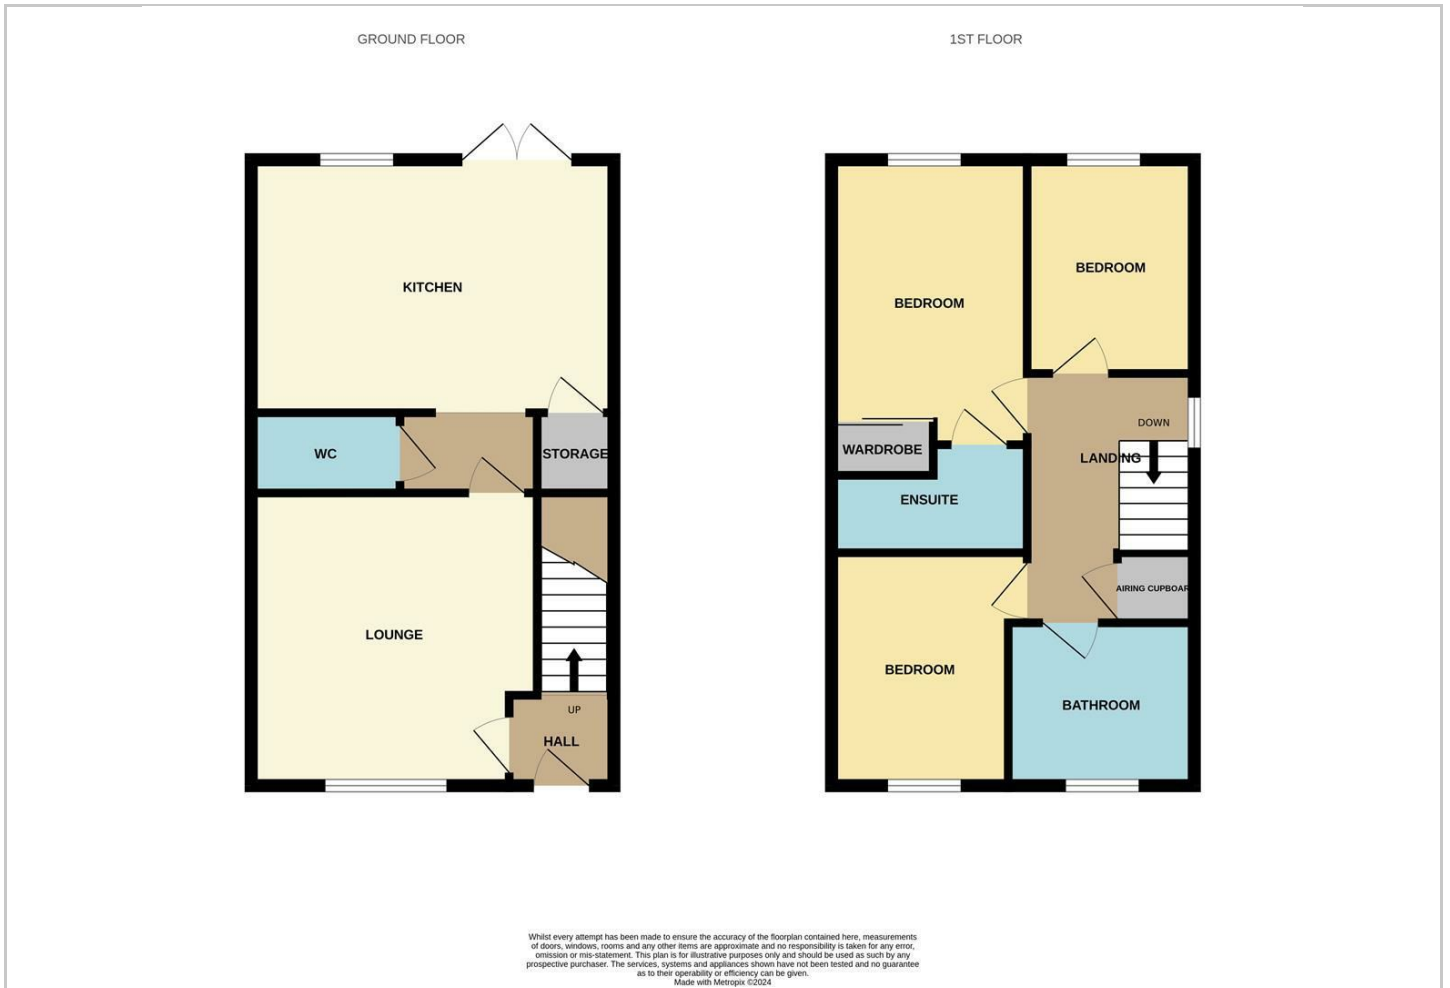 GROUND FLOOR
1ST FLOOR
KITCHEN
WC
STORAGE
LOUNGE
UP
HALL
BEDROOM
BEDROOM
DOWN
WARDROBE
LANDING
ENSUITE
AIRING CUPBOAR
BEDROOM
BATHROOM
Whilst every attempt has been made to ensure the accuracy of the floorplan contained here, measurements
of doors, windows, rooms and any other items are approximate and no responsibility is taken for any error,
omission or mis-statement. This plan is for illustrative purposes only and should be used as such by any
prospective purchaser. The services, systems and appliances shown have not been tested and no guarantee
as to their operability or efficiency can be given.
Made with Metropix ©2024